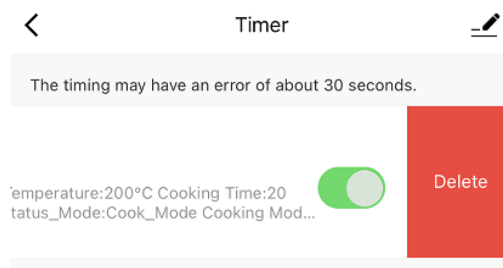 Timer
The timing may have an error of about 30 seconds.
emperature:200°C Cooking Time:20
tatus_Mode:Cook_Mode Cooking Mod...
Delete